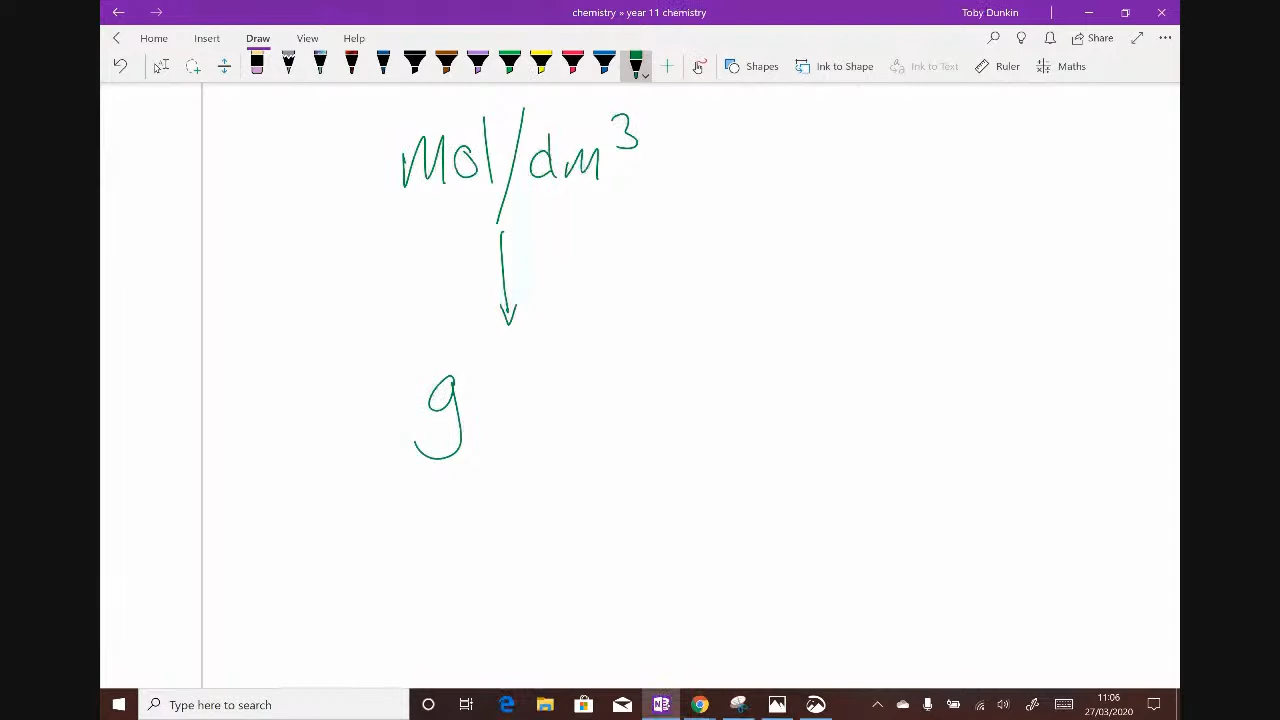 chemistry » year 11 chemistry
Toby Dunkin
Home Insert Draw View Help
Share
Shapes Ink to Shape Ink to Text Ruler Maths
mol/dm³
g
Type here to search
11:06
27/03/2020